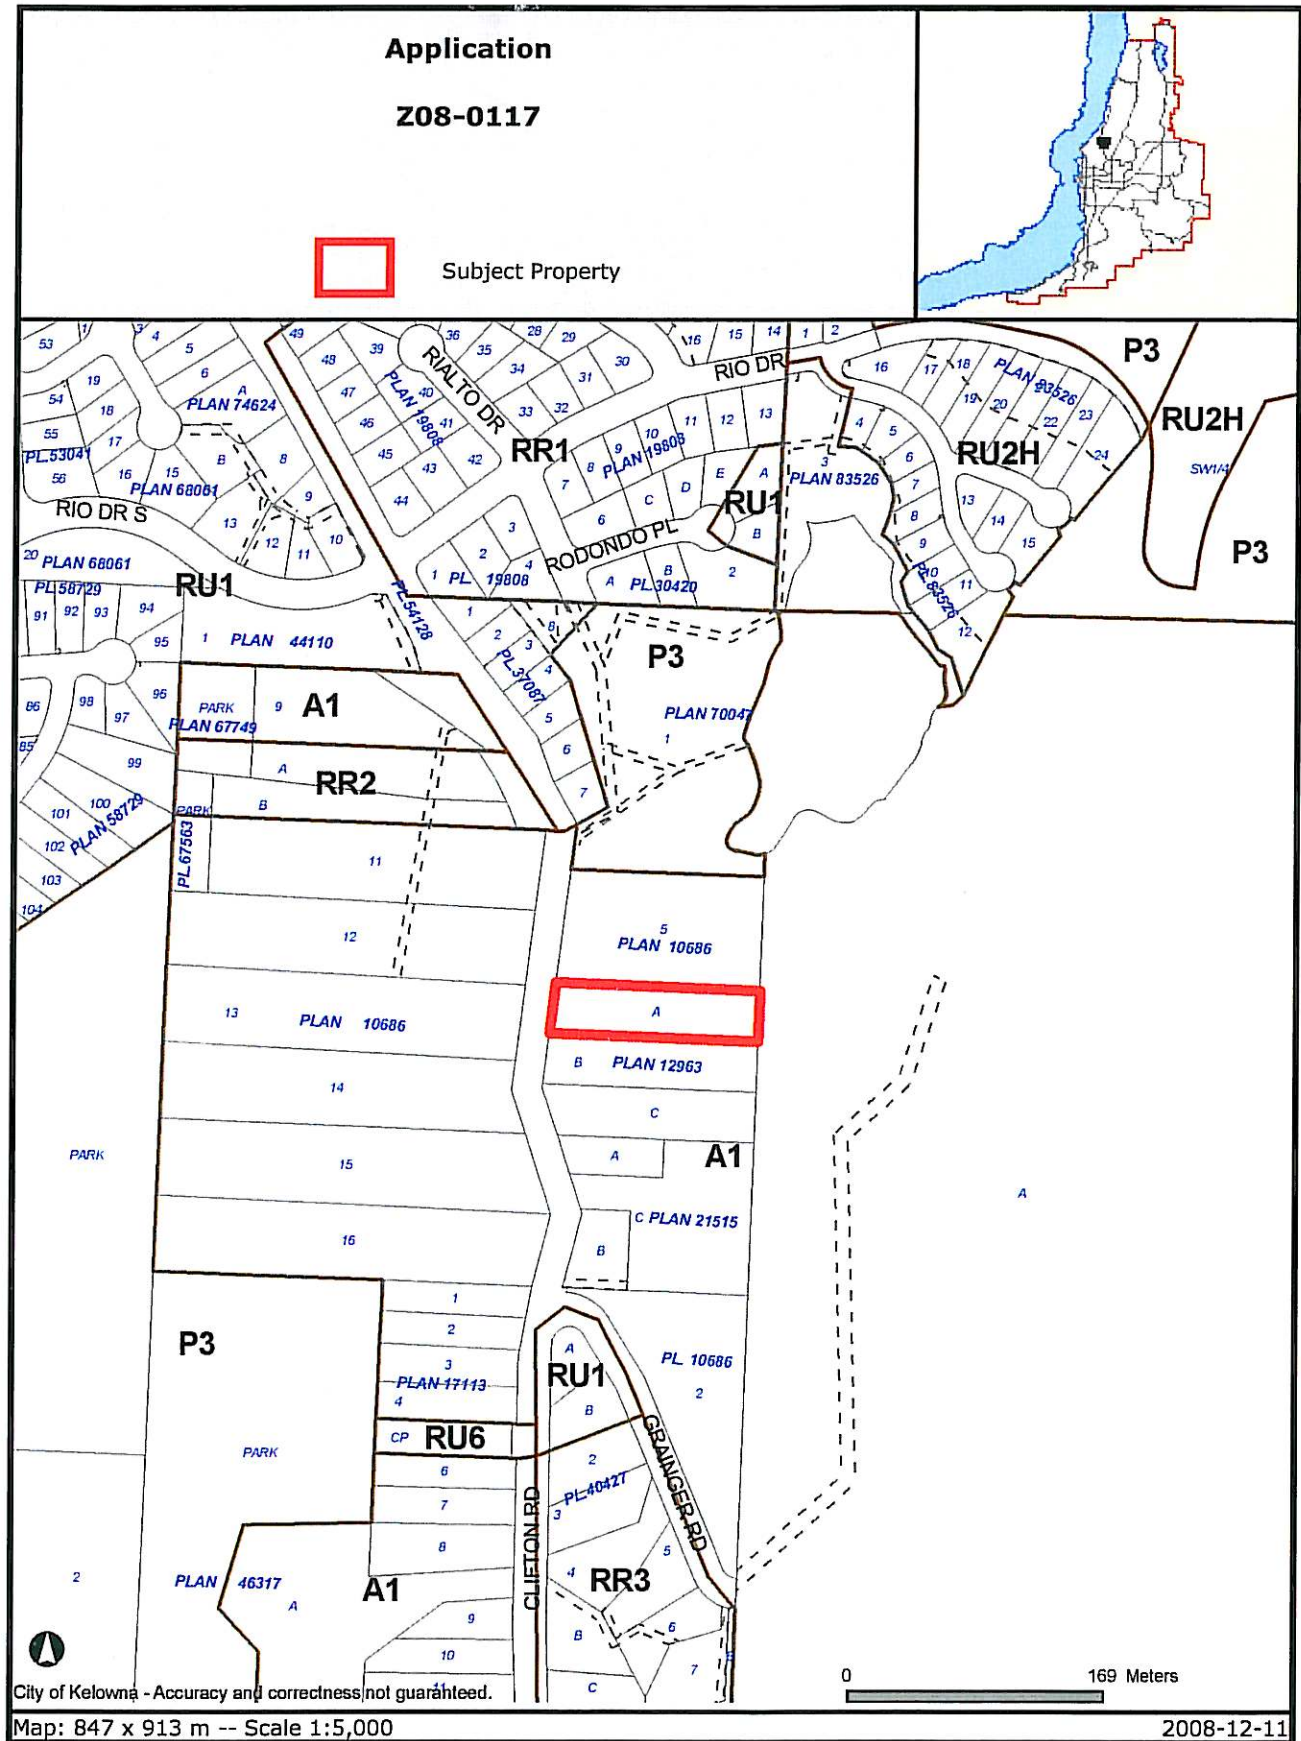 Application
Z08-0117
Subject Property
53
1
3
4
5
6
A
PLAN 74624
54
19
18
55
17
PL.53041
56
16
15
B
8
PLAN 68061
9
RIO DR S
13
12
11
10
20
PLAN 68061
PL.58729
91
92
93
94
RU1
95
1
PLAN 44110
PL.54128
49
48
47
46
45
44
39
PLAN 19808
40
41
43
42
RIALTO DR
36
35
34
33
32
28
29
31
30
RR1
16
15
14
1
2
RIO DR
7
8
9
10
11
12
13
PLAN 19808
6
C
D
E
A
RU1
B
3
2
4
1
PL. 19808
RODONDO PL
A
B
PL.30420
2
3
PLAN 83526
4
5
6
7
8
9
10
11
12
PL.83526
16
17
18
19
20
22
23
24
PLAN 83526
RU2H
13
14
15
P3
RU2H
SW1/4
P3
1
2
3
8
4
PL.37087
5
6
7
P3
PLAN 70047
1
86
98
97
96
PARK
9
A1
PLAN 67749
85
99
A
RR2
100
101
PLAN 58729
PARK
B
102
103
104
PL.67563
11
12
5
PLAN 10686
13
PLAN 10686
A
B
PLAN 12963
14
C
PARK
15
A
A1
A
C PLAN 21515
16
B
1
2
P3
3
PLAN 17113
4
A
RU1
B
PL. 10686
2
CP
RU6
PARK
6
7
8
2
PL.40427
3
GRAINGER RD
CLIFTON RD
5
4
RR3
2
PLAN 46317
A
A1
9
B
6
10
7
B
11
C
0
169 Meters
City of Kelowna - Accuracy and correctness not guaranteed.
Map: 847 x 913 m -- Scale 1:5,000
2008-12-11